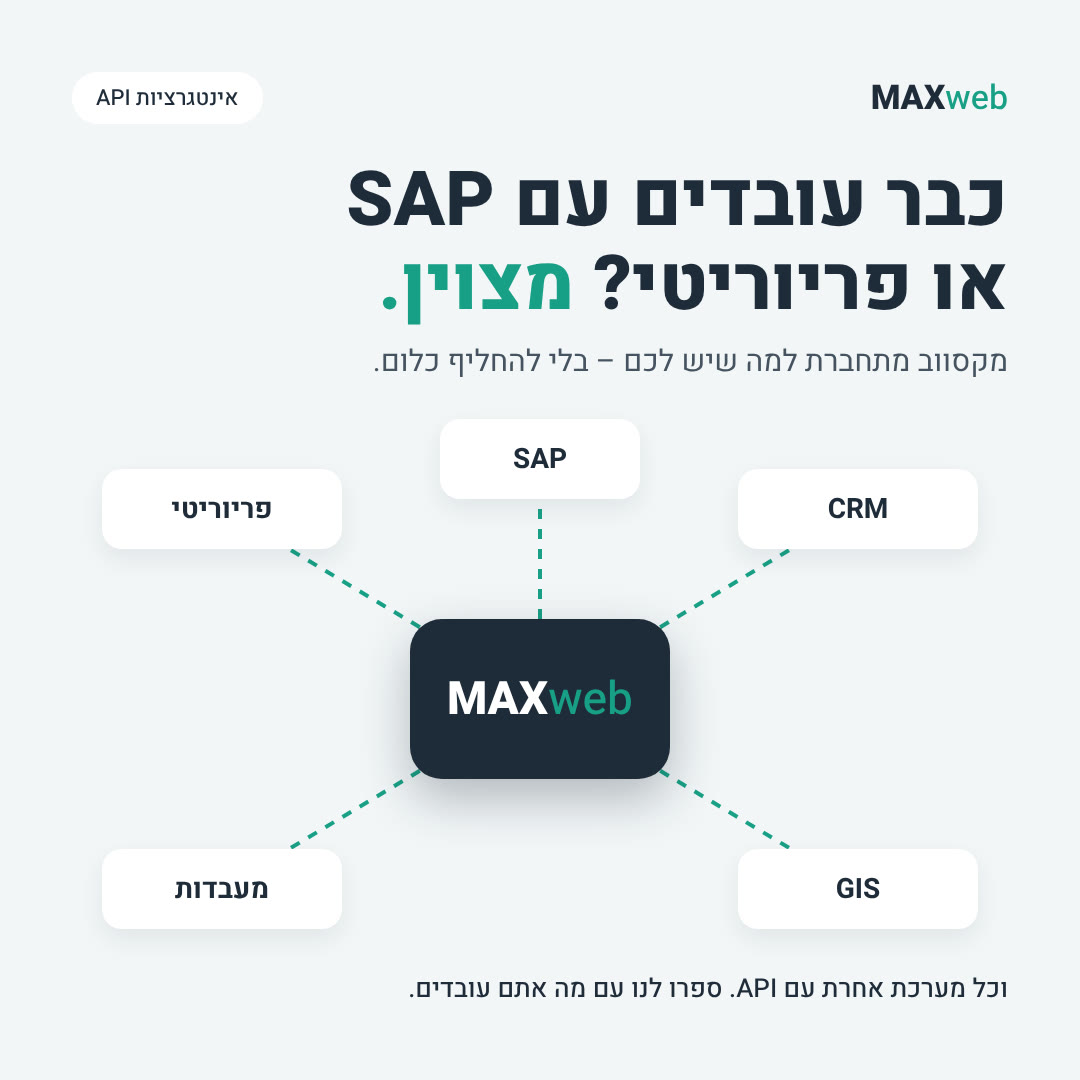 MAXweb
אינטגרציות API
כבר עובדים עם SAP
או פריוריטי? מצוין.
מקסווב מתחברת למה שיש לכם – בלי להחליף כלום.
SAP
CRM
פריוריטי
MAXweb
GIS
מעבדות
וכל מערכת אחרת עם API. ספרו לנו עם מה אתם עובדים.